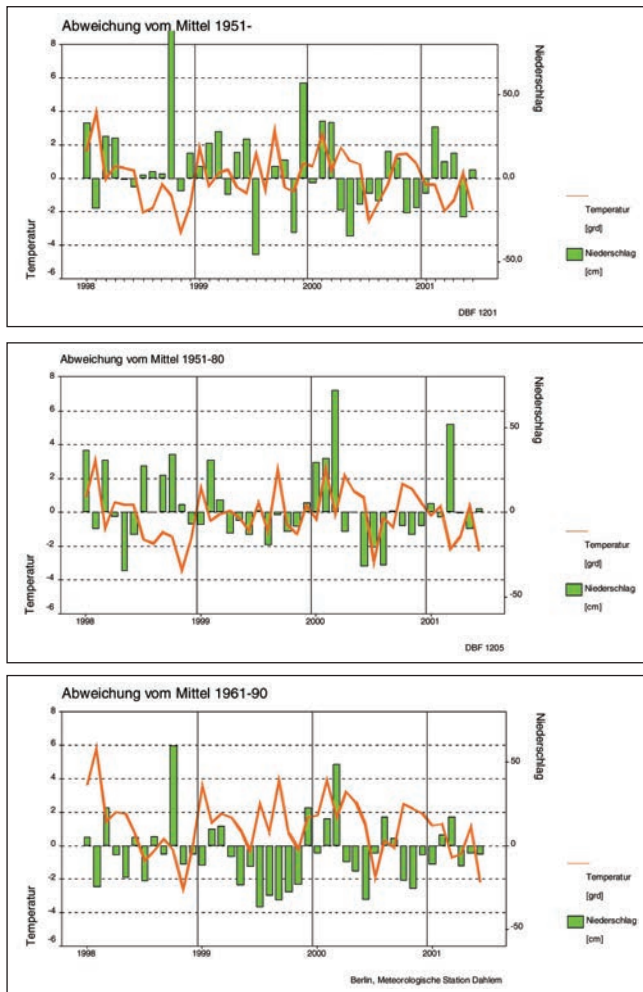 Abweichung vom Mittel 1951-
8
6
4
2
0
-2
-4
-6
Temperatur
50,0
0,0
-50,0
Niederschlag
1998
1999
2000
2001
Temperatur
[grd]
Niederschlag
[cm]
DBF 1201
Abweichung vom Mittel 1951-80
8
6
4
2
0
-2
-4
-6
Temperatur
50
0
-50
Niederschlag
1998
1999
2000
2001
Temperatur
[grd]
Niederschlag
[cm]
DBF 1205
Abweichung vom Mittel 1961-90
8
6
4
2
0
-2
-4
-6
Temperatur
50
0
-50
Niederschlag
1998
1999
2000
2001
Temperatur
[grd]
Niederschlag
[cm]
Berlin, Meteorologische Station Dahlem